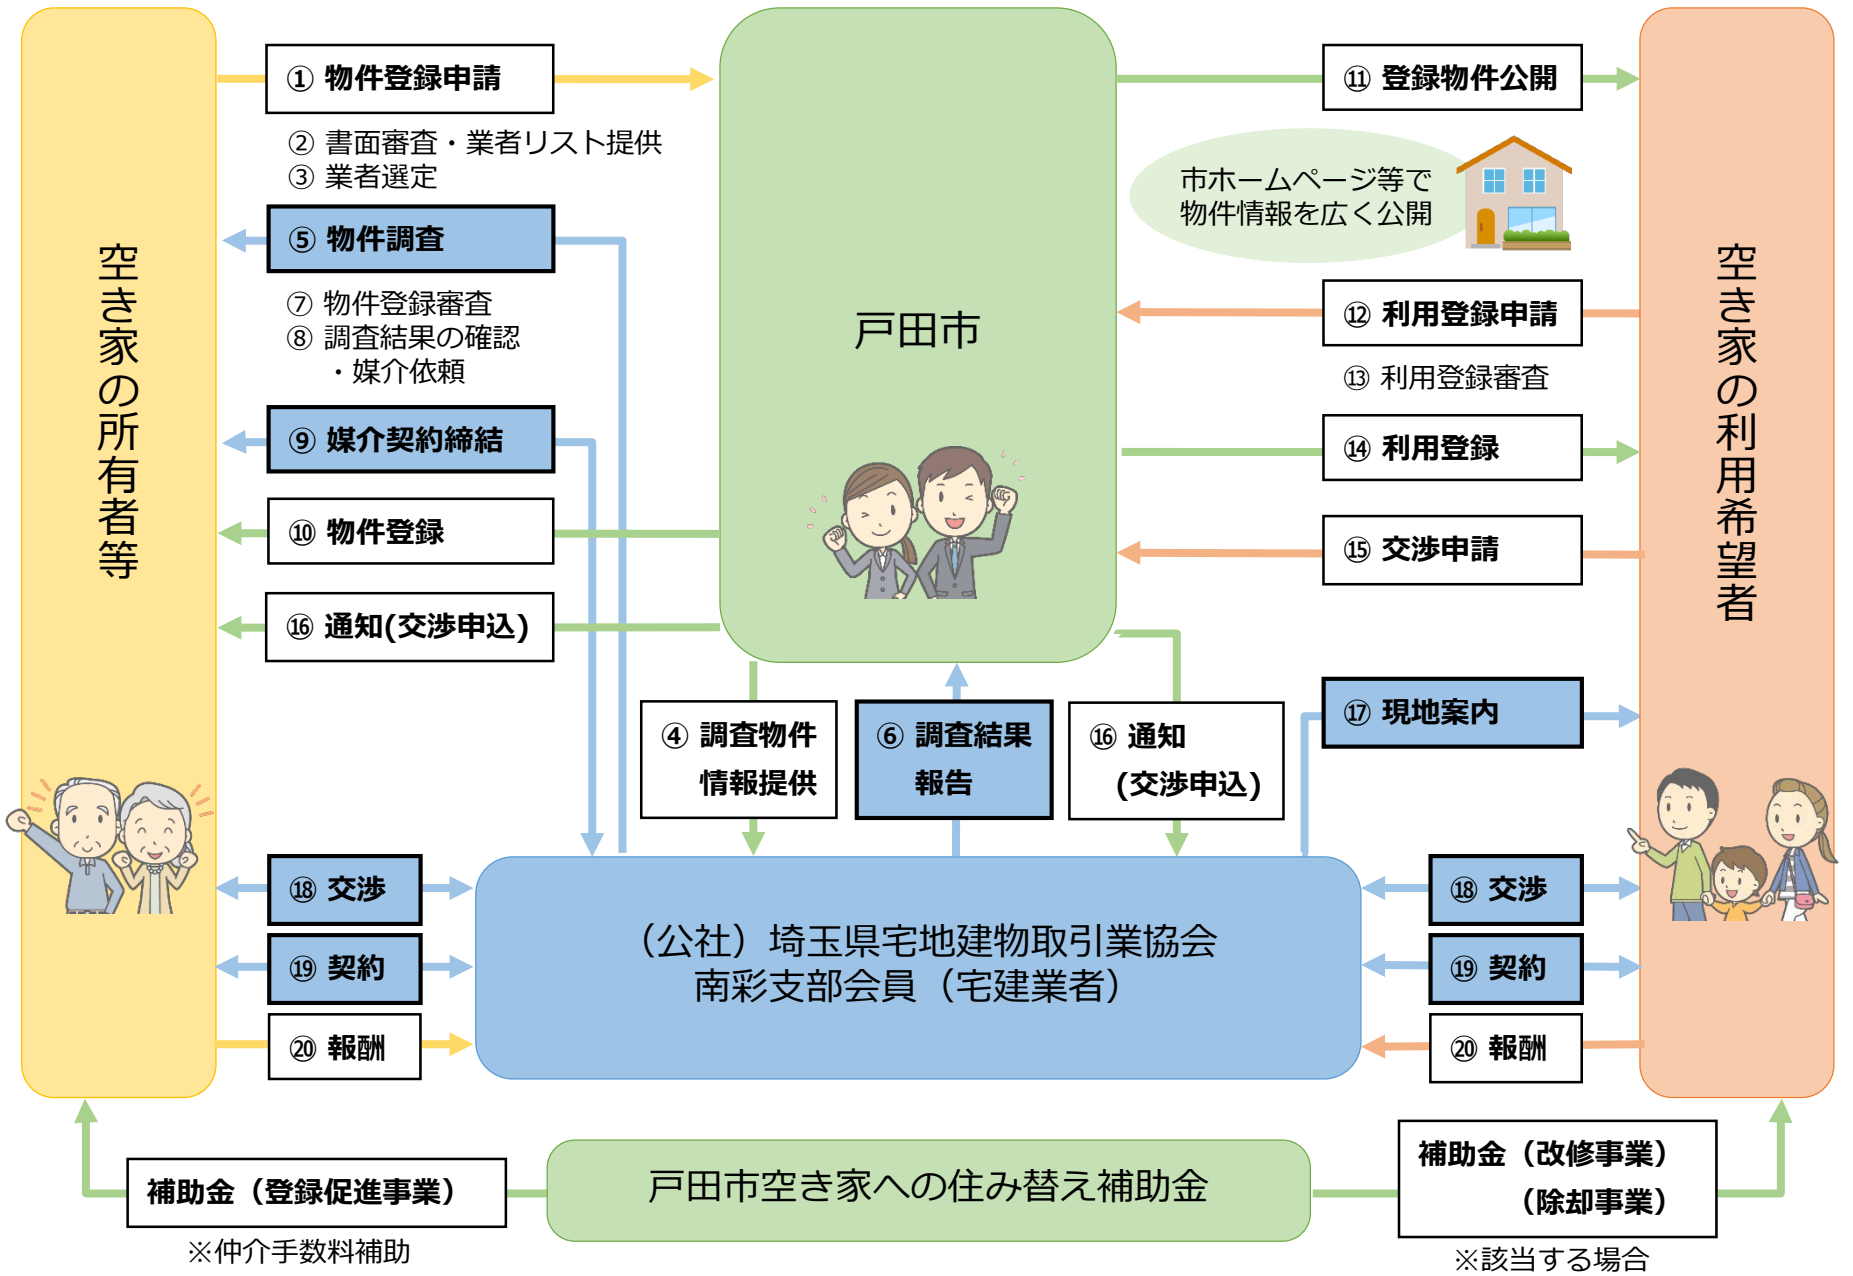 空き家の所有者等
① 物件登録申請
② 書面審査・業者リスト提供
③ 業者選定
⑤ 物件調査
⑦ 物件登録審査
⑧ 調査結果の確認
・媒介依頼
⑨ 媒介契約締結
⑩ 物件登録
⑯ 通知(交渉申込)
戸田市
⑪ 登録物件公開
市ホームページ等で
物件情報を広く公開
⑫ 利用登録申請
⑬ 利用登録審査
⑭ 利用登録
⑮ 交渉申請
空き家の利用希望者
④ 調査物件
情報提供
⑥ 調査結果
報告
⑯ 通知
(交渉申込)
⑰ 現地案内
⑱ 交渉
⑲ 契約
⑳ 報酬
（公社）埼玉県宅地建物取引業協会
南彩支部会員（宅建業者）
⑱ 交渉
⑲ 契約
⑳ 報酬
補助金（登録促進事業）
※仲介手数料補助
戸田市空き家への住み替え補助金
補助金（改修事業）
（除却事業）
※該当する場合